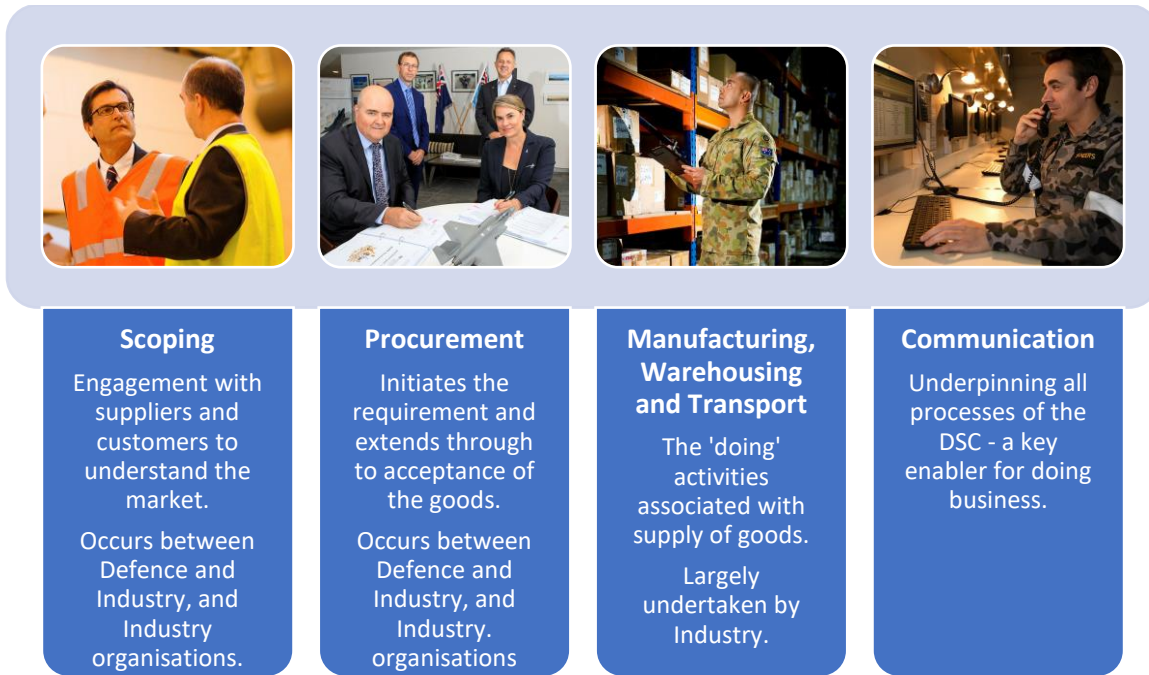 Scoping
Engagement with
suppliers and
customers to
understand the
market.
Occurs between
Defence and
Industry, and
Industry
organisations.
Procurement
Initiates the
requirement and
extends through
to acceptance of
the goods.
Occurs between
Defence and
Industry, and
Industry.
organisations
Manufacturing,
Warehousing
and Transport
The 'doing'
activities
associated with
supply of goods.
Largely
undertaken by
Industry.
Communication
Underpinning all
processes of the
DSC - a key
enabler for doing
business.